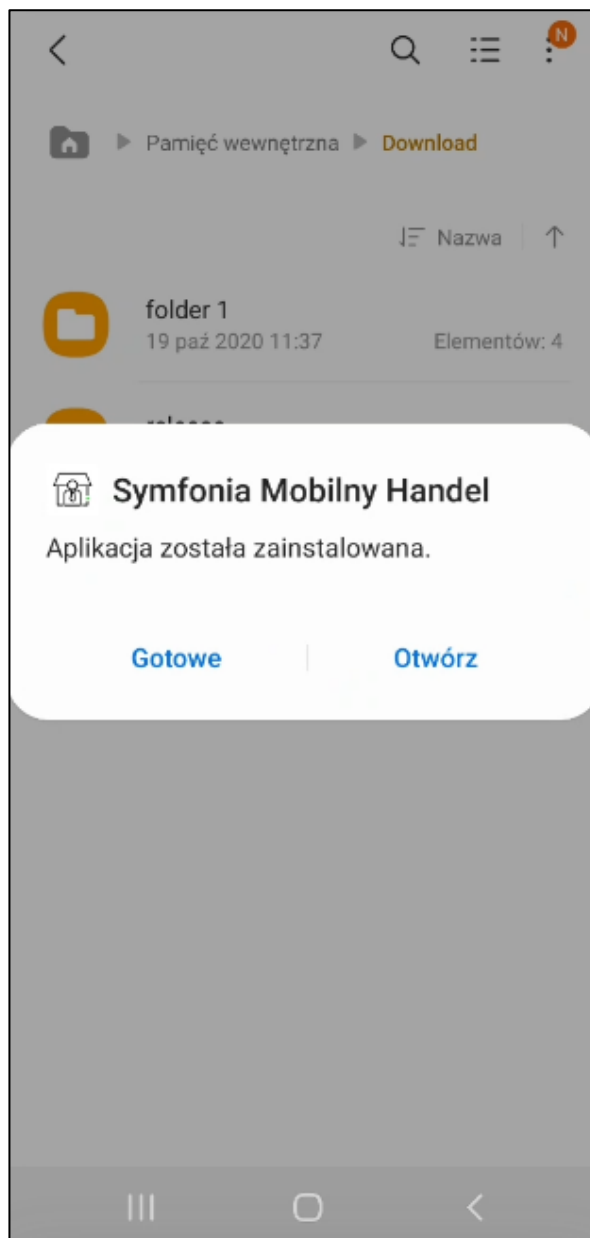 N
Pamięć wewnętrzna Download
Nazwa
folder 1
19 paź 2020 11:37 Elementów: 4
Symfonia Mobilny Handel
Aplikacja została zainstalowana.
Gotowe Otwórz